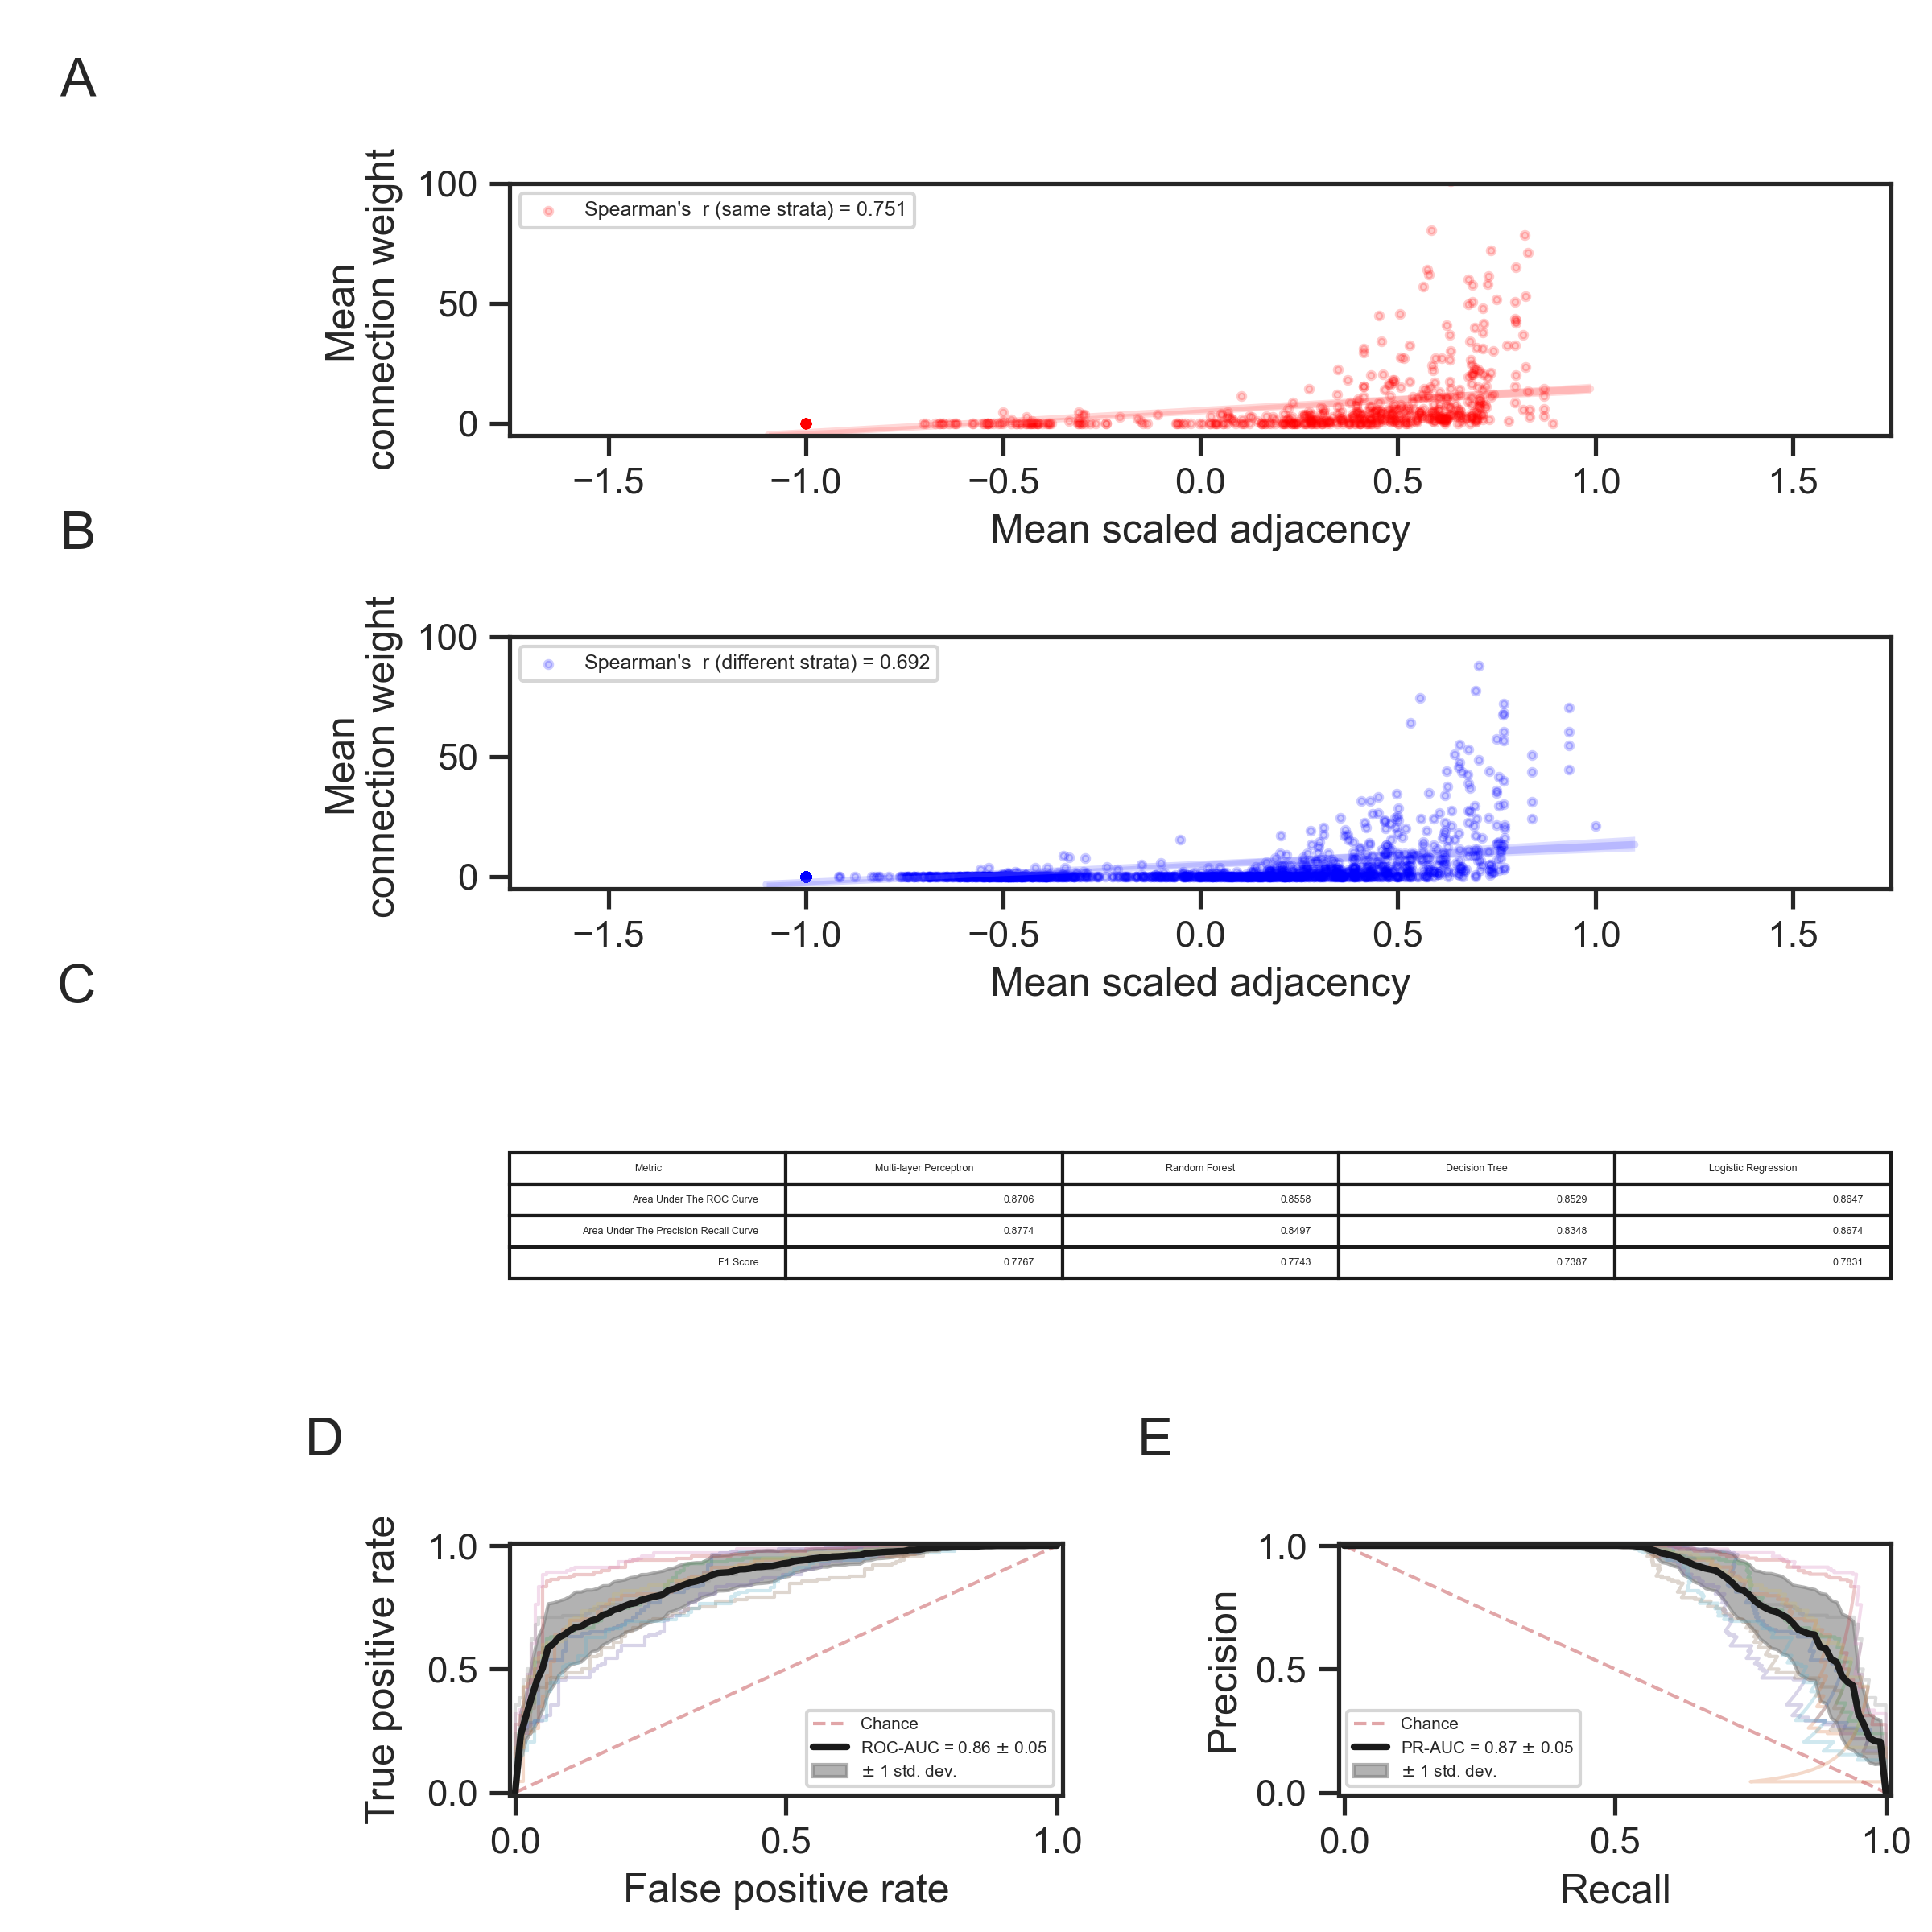 A
100
50
0
Mean
connection weight
Spearman's  r (same strata) = 0.751
−1.5 −1.0 −0.5 0.0 0.5 1.0 1.5
Mean scaled adjacency
B
100
50
0
Mean
connection weight
Spearman's  r (different strata) = 0.692
−1.5 −1.0 −0.5 0.0 0.5 1.0 1.5
Mean scaled adjacency
C
Metric Multi-layer Perceptron Random Forest Decision Tree Logistic Regression
Area Under The ROC Curve 0.8706 0.8558 0.8529 0.8647
Area Under The Precision Recall Curve 0.8774 0.8497 0.8348 0.8674
F1 Score 0.7767 0.7743 0.7387 0.7831
D
1.0
0.5
0.0
True positive rate
Chance
ROC-AUC = 0.86 ± 0.05
± 1 std. dev.
0.0 0.5 1.0
False positive rate
E
1.0
0.5
0.0
Precision
Chance
PR-AUC = 0.87 ± 0.05
± 1 std. dev.
0.0 0.5 1.0
Recall